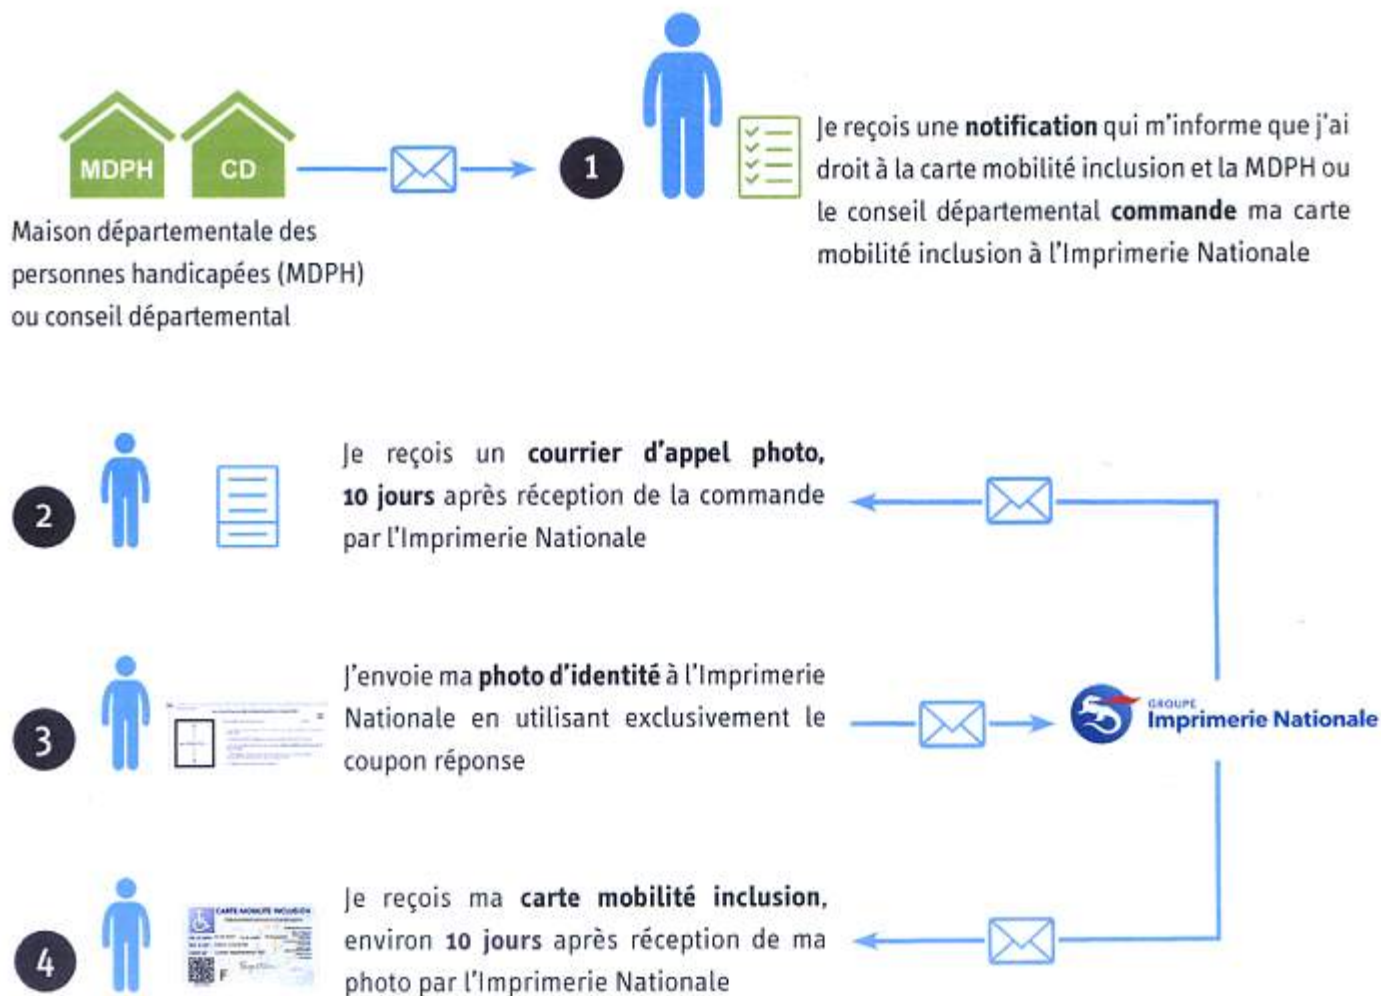 MDPH
CD
Maison départementale des
personnes handicapées (MDPH)
ou conseil départemental
1
Je reçois une notification qui m'informe que j'ai
droit à la carte mobilité inclusion et la MDPH ou
le conseil départemental commande ma carte
mobilité inclusion à l'Imprimerie Nationale
2
Je reçois un courrier d'appel photo,
10 jours après réception de la commande
par l'Imprimerie Nationale
3
J'envoie ma photo d'identité à l'Imprimerie
Nationale en utilisant exclusivement le
coupon réponse
GROUPE
Imprimerie Nationale
4
CARTE MOBILITÉ INCLUSION
F
Je reçois ma carte mobilité inclusion,
environ 10 jours après réception de ma
photo par l'Imprimerie Nationale